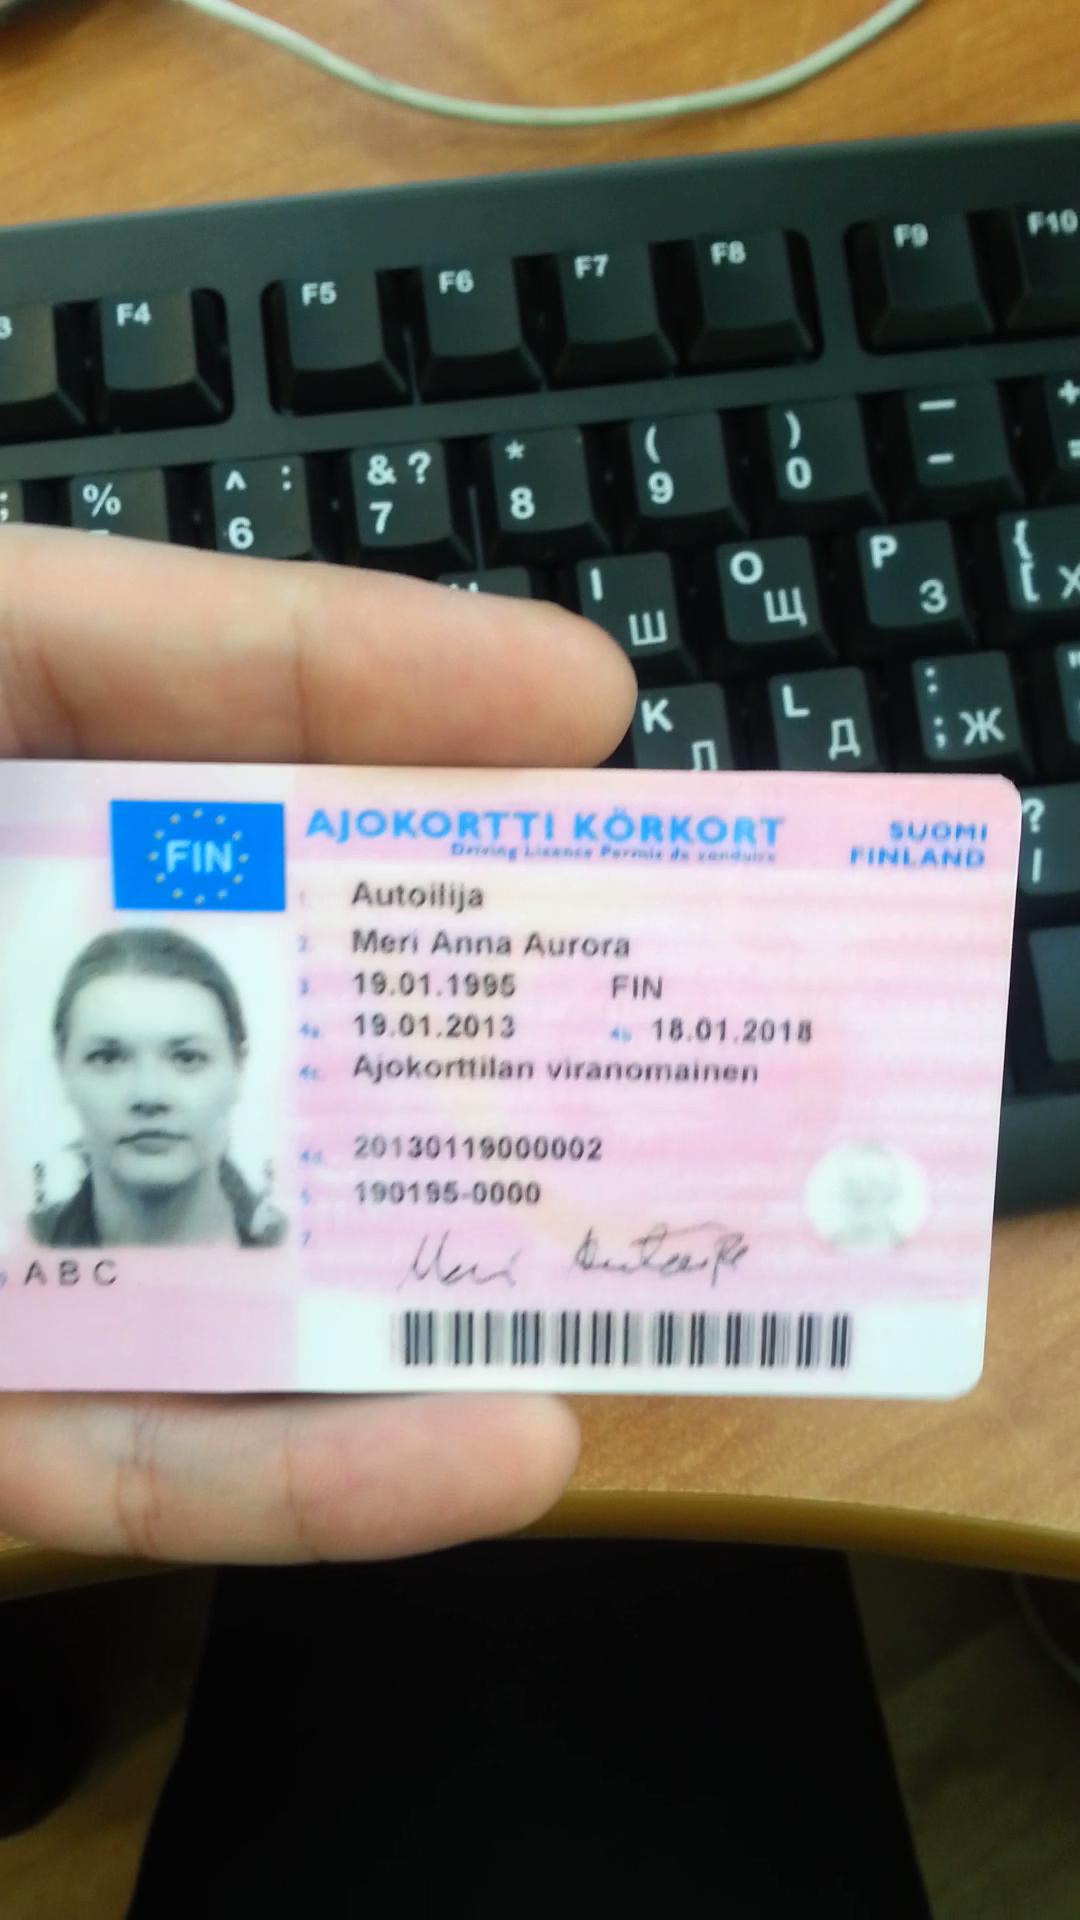 3 F4 F5 F6 F7 F8 F9 F10
; % ^ : & ? * ( ) — +
6 7 8 9 0 - =
I O P { [
Ш Щ З Х
K L : ;
Л Д Ж
? /
FIN
AJOKORTTI KÖRKORT
Driving Licence Permis de conduire
SUOMI
FINLAND
1. Autoilija
2. Meri Anna Aurora
3. 19.01.1995 FIN
4a. 19.01.2013 4b. 18.01.2018
4c. Ajokorttilan viranomainen
4d. 20130119000002
5. 190195-0000
7.
Meri Autoilija
9. A B C